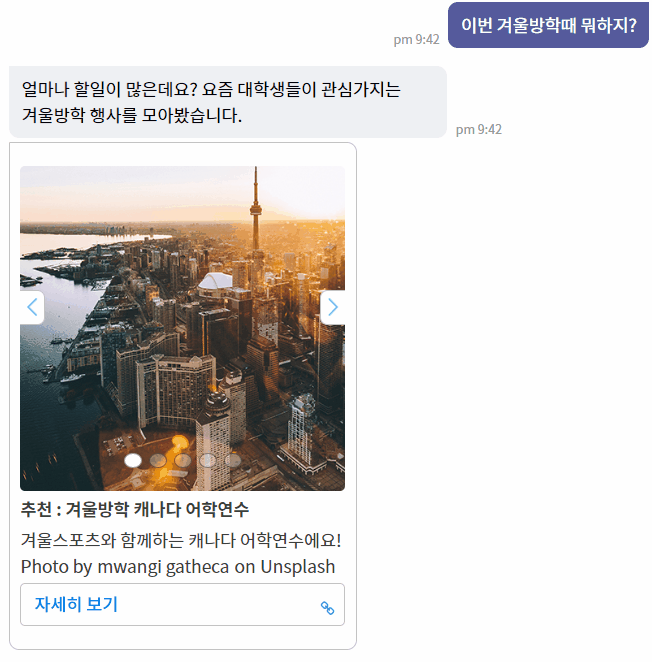 이번 겨울방학때 뭐하지?
pm 9:42
얼마나 할일이 많은데요? 요즘 대학생들이 관심가지는
겨울방학 행사를 모아봤습니다.
pm 9:42
추천 : 겨울방학 캐나다 어학연수
겨울스포츠와 함께하는 캐나다 어학연수에요!
Photo by mwangi gatheca on Unsplash
자세히 보기